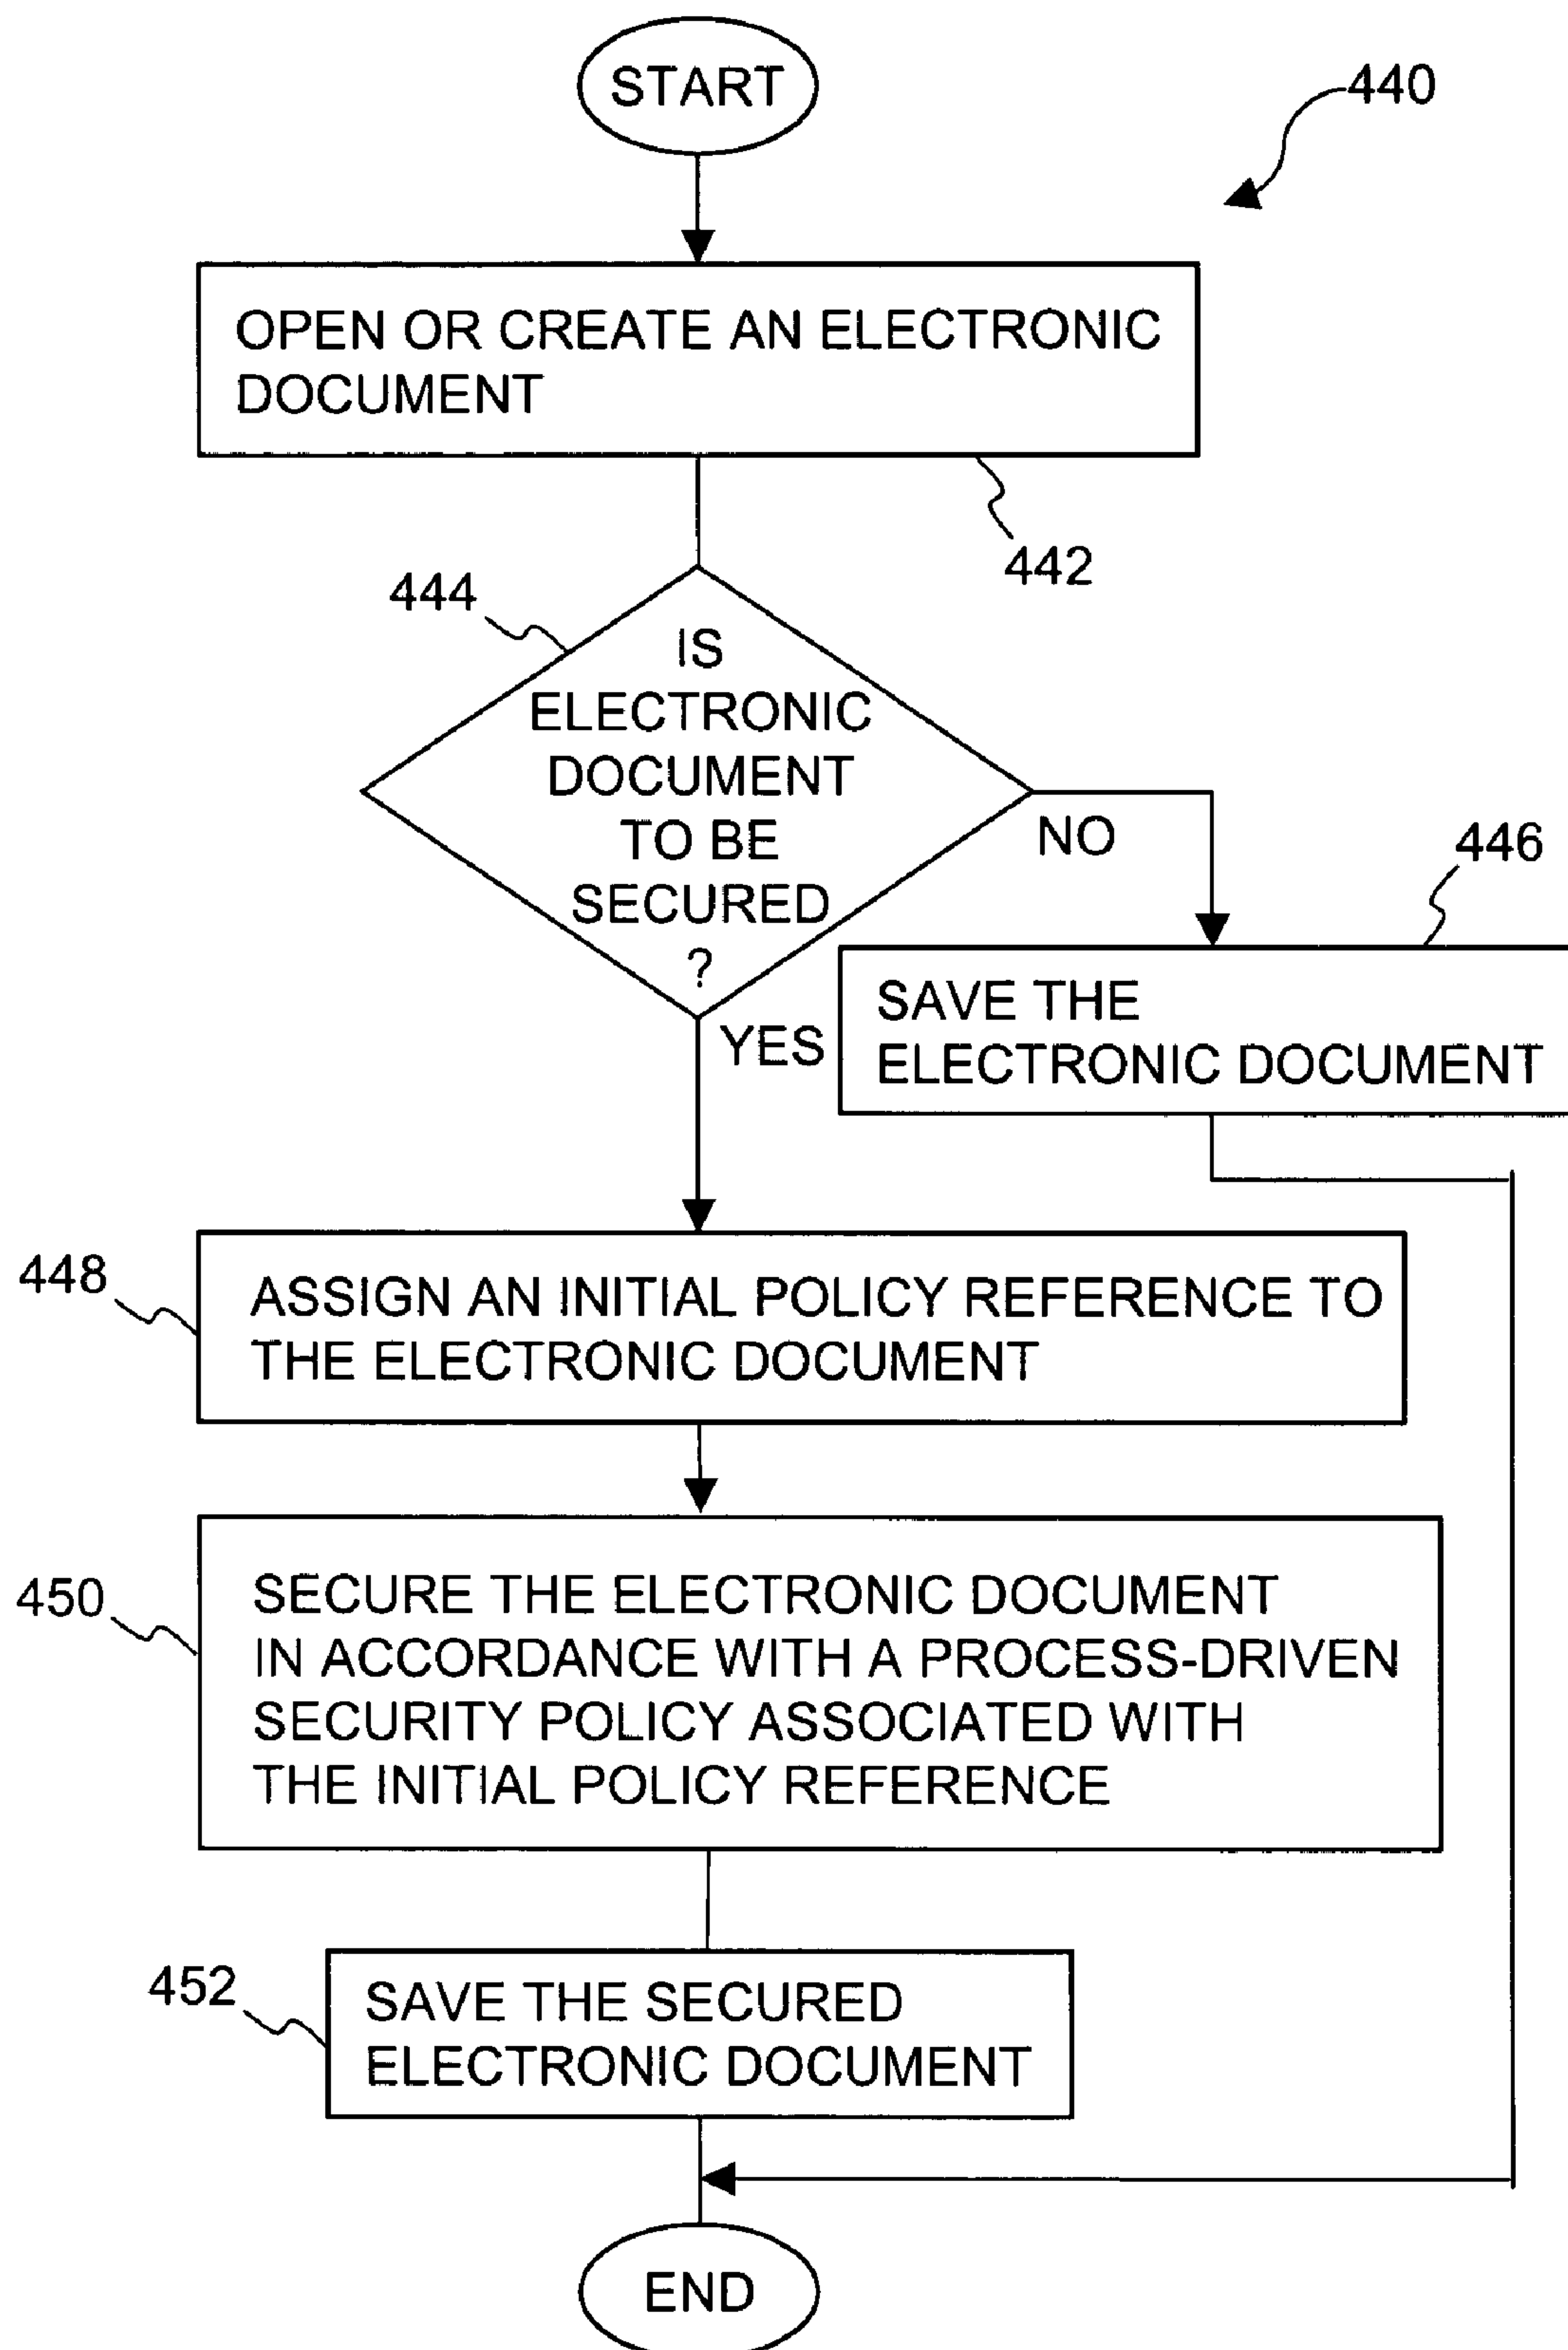 START
440
OPEN OR CREATE AN ELECTRONIC
DOCUMENT
442
444
IS
ELECTRONIC
DOCUMENT
TO BE
SECURED
?
NO
YES
446
SAVE THE
ELECTRONIC DOCUMENT
448
ASSIGN AN INITIAL POLICY REFERENCE TO
THE ELECTRONIC DOCUMENT
450
SECURE THE ELECTRONIC DOCUMENT
IN ACCORDANCE WITH A PROCESS-DRIVEN
SECURITY POLICY ASSOCIATED WITH
THE INITIAL POLICY REFERENCE
452
SAVE THE SECURED
ELECTRONIC DOCUMENT
END